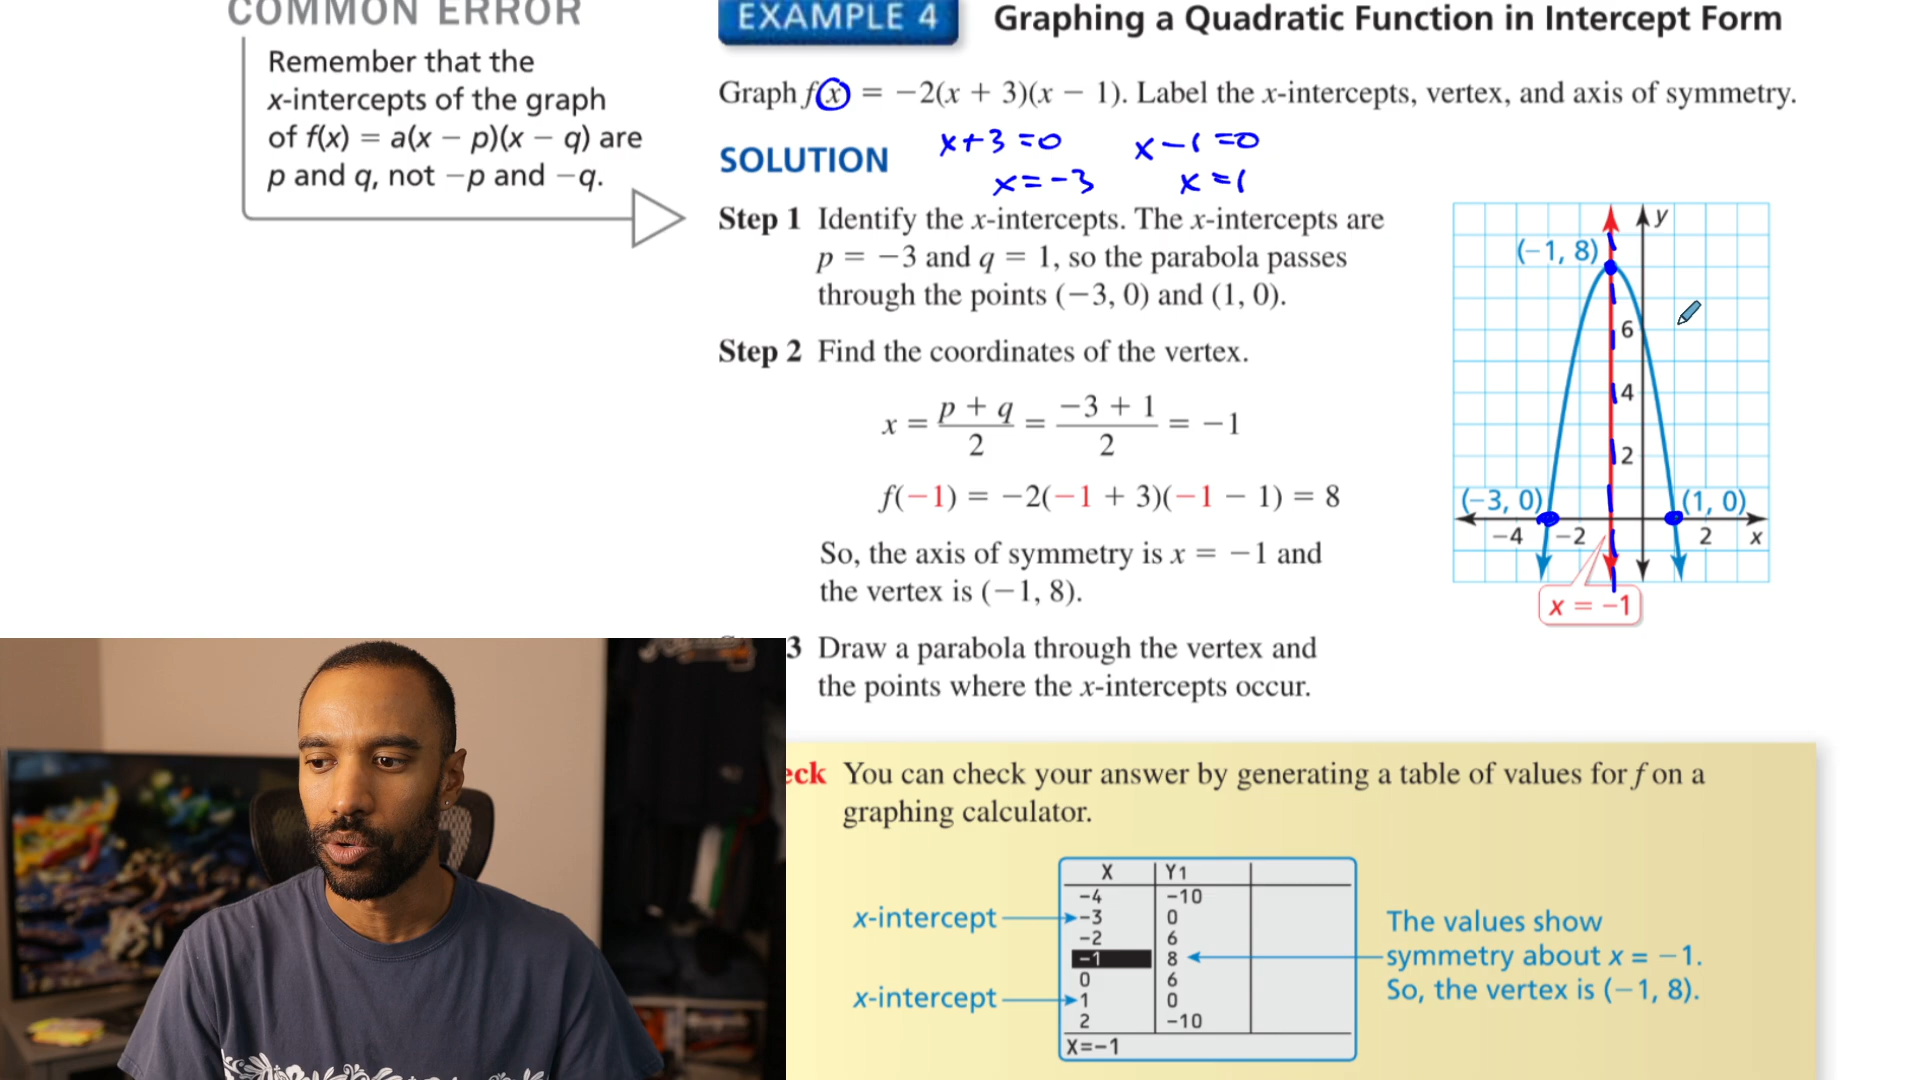 COMMON ERROR
Remember that the
x-intercepts of the graph
of f(x) = a(x − p)(x − q) are
p and q, not −p and −q.
EXAMPLE 4 Graphing a Quadratic Function in Intercept Form
Graph f(x) = −2(x + 3)(x − 1). Label the x-intercepts, vertex, and axis of symmetry.
x+3=0 x−1=0
SOLUTION
x=−3 x=1
Step 1 Identify the x-intercepts. The x-intercepts are
p = −3 and q = 1, so the parabola passes
through the points (−3, 0) and (1, 0).
Step 2 Find the coordinates of the vertex.
x = p + q / 2 = −3 + 1 / 2 = −1
f(−1) = −2(−1 + 3)(−1 − 1) = 8
So, the axis of symmetry is x = −1 and
the vertex is (−1, 8).
3 Draw a parabola through the vertex and
the points where the x-intercepts occur.
y
(−1, 8)
6
4
2
(−3, 0) (1, 0)
−4 −2 2 x
x = −1
eck You can check your answer by generating a table of values for f on a
graphing calculator.
X Y1
−4 −10
x-intercept −3 0
−2 6
−1 8
0 6
x-intercept 1 0
2 −10
X=−1
The values show
symmetry about x = −1.
So, the vertex is (−1, 8).